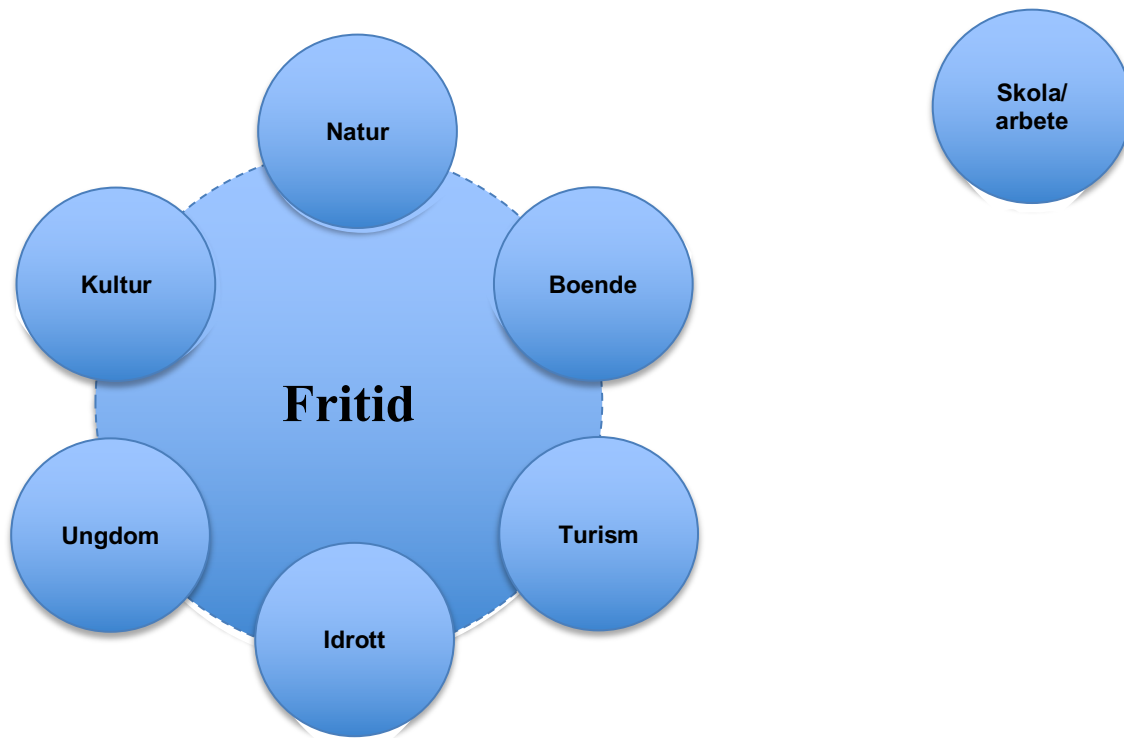 Natur
Skola/
arbete
Kultur
Boende
Fritid
Ungdom
Turism
Idrott